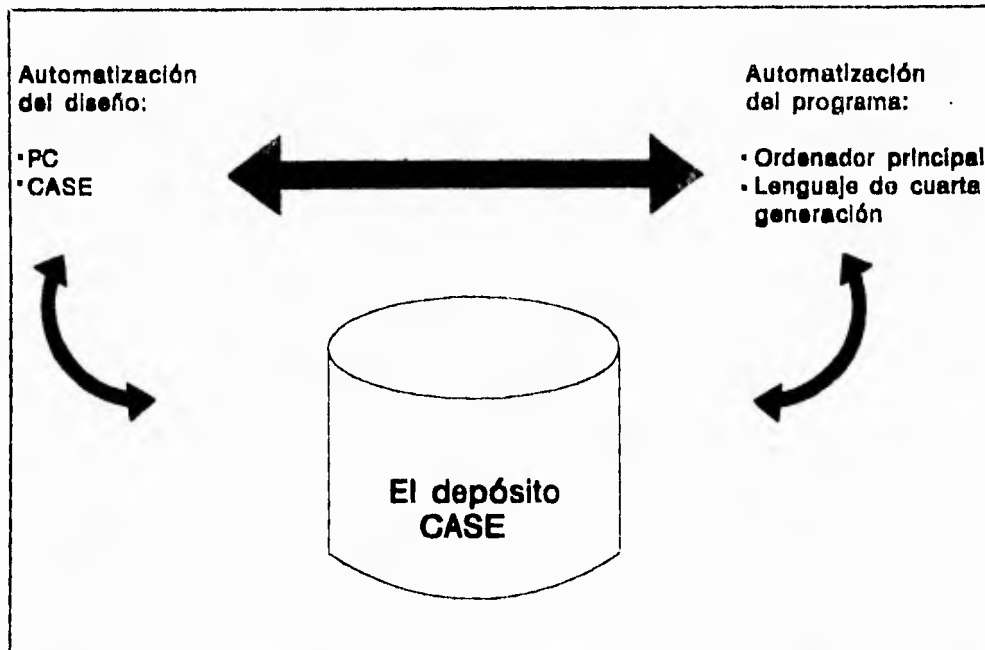 Automatización
del diseño:
· PC
· CASE
Automatización
del programa:
· Ordenador principal
· Lenguaje de cuarta
generación
El depósito
CASE